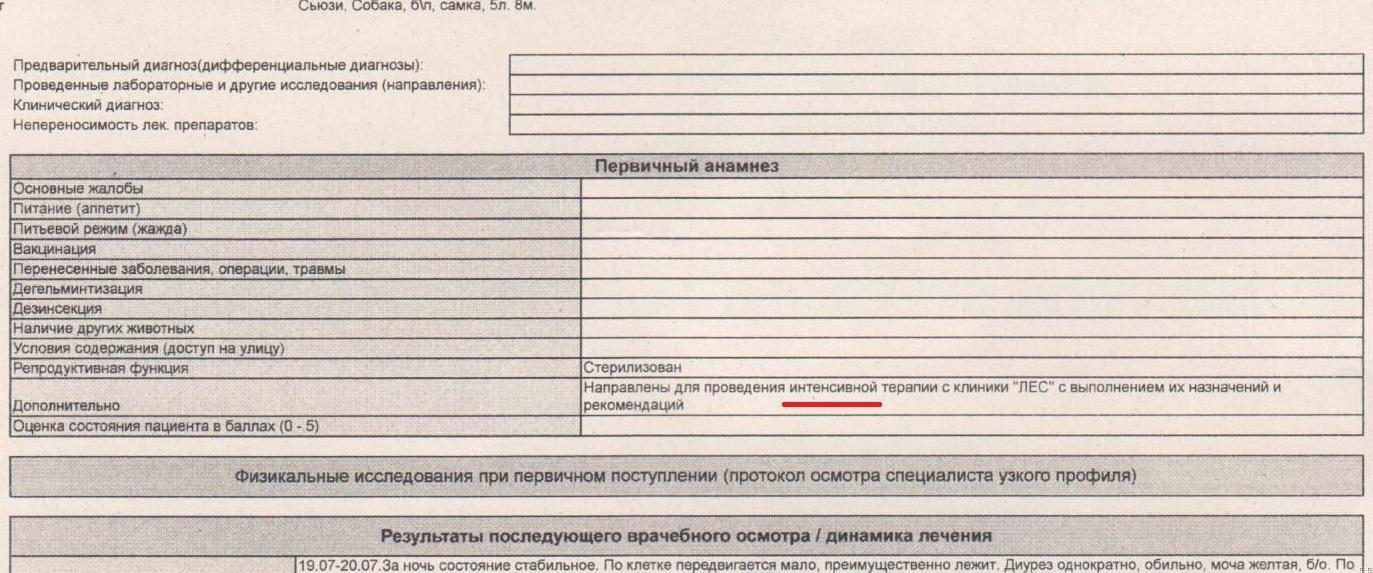 Сьюзи, Собака, б\п, самка, 5л. 8м.
Предварительный диагноз(дифференциальные диагнозы):
Проведенные лабораторные и другие исследования (направления):
Клинический диагноз:
Непереносимость лек. препаратов:
Первичный анамнез
Основные жалобы
Питание (аппетит)
Питьевой режим (жажда)
Вакцинация
Перенесенные заболевания, операции, травмы
Дегельминтизация
Дезинсекция
Наличие других животных
Условия содержания (доступ на улицу)
Репродуктивная функция Стерилизован
Направлены для проведения интенсивной терапии с клиники "ЛЕС" с выполнением их назначений и
Дополнительно рекомендаций
Оценка состояния пациента в баллах (0 - 5)
Физикальные исследования при первичном поступлении (протокол осмотра специалиста узкого профиля)
Результаты последующего врачебного осмотра / динамика лечения
19.07-20.07.За ночь состояние стабильное. По клетке передвигается мало, преимущественно лежит. Диурез однократно, обильно, моча желтая, б/о. По